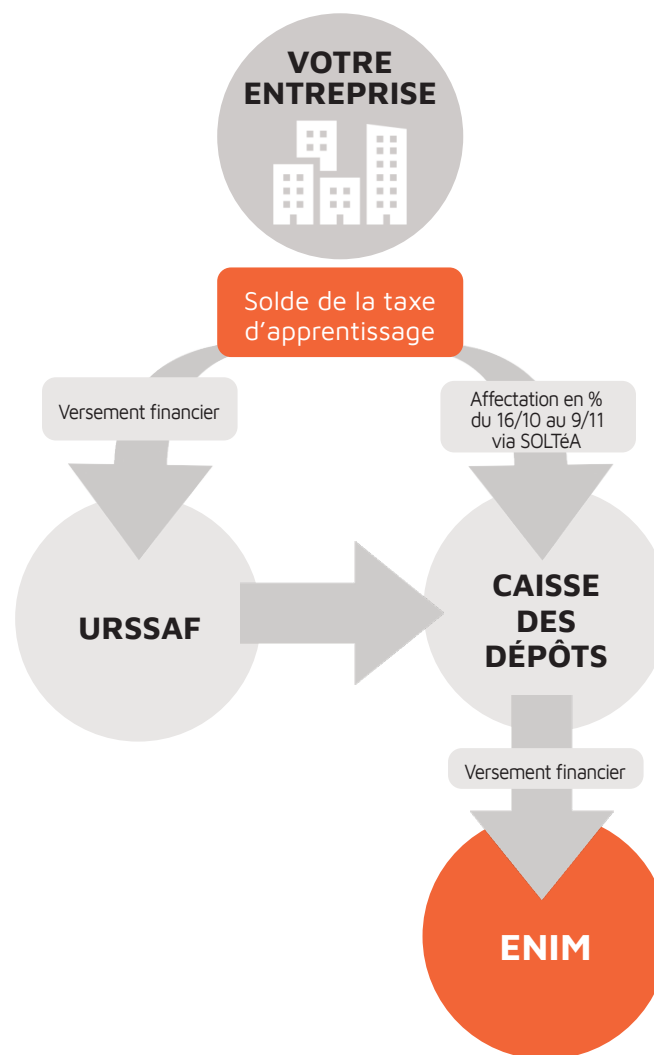 VOTRE
ENTREPRISE
Solde de la taxe
d’apprentissage
Versement financier
Affectation en %
du 16/10 au 9/11
via SOLTéA
URSSAF
CAISSE
DES
DÉPÔTS
Versement financier
ENIM